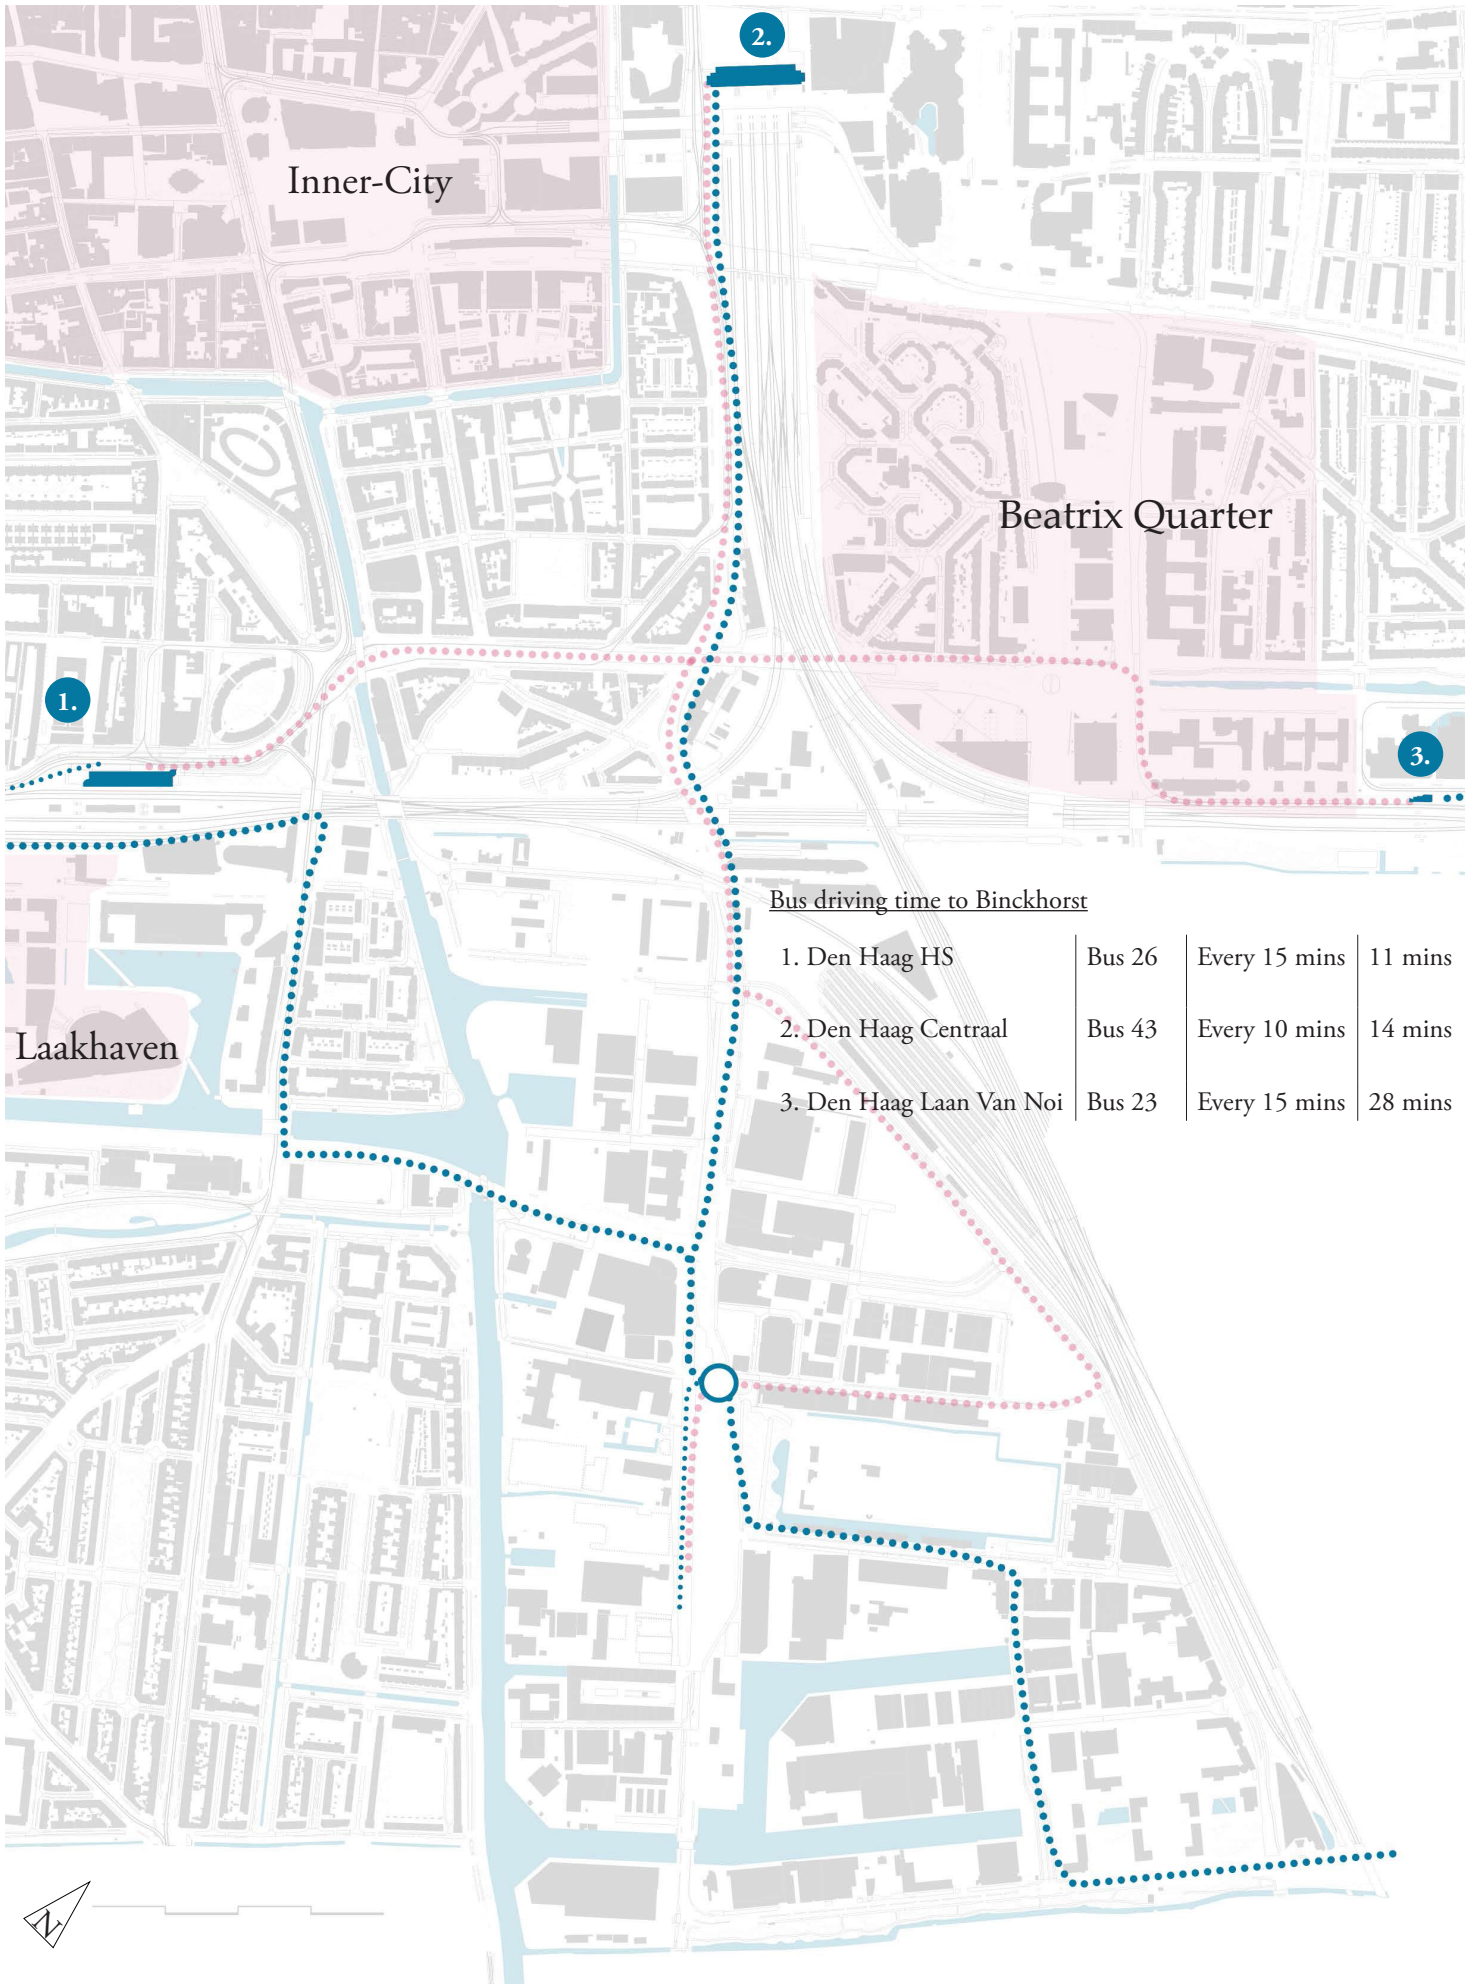 2.
Inner-City
Beatrix Quarter
1.
3.
Bus driving time to Binckhorst
1. Den Haag HS Bus 26 Every 15 mins 11 mins
2. Den Haag Centraal Bus 43 Every 10 mins 14 mins
Laakhaven
3. Den Haag Laan Van Noi Bus 23 Every 15 mins 28 mins
N